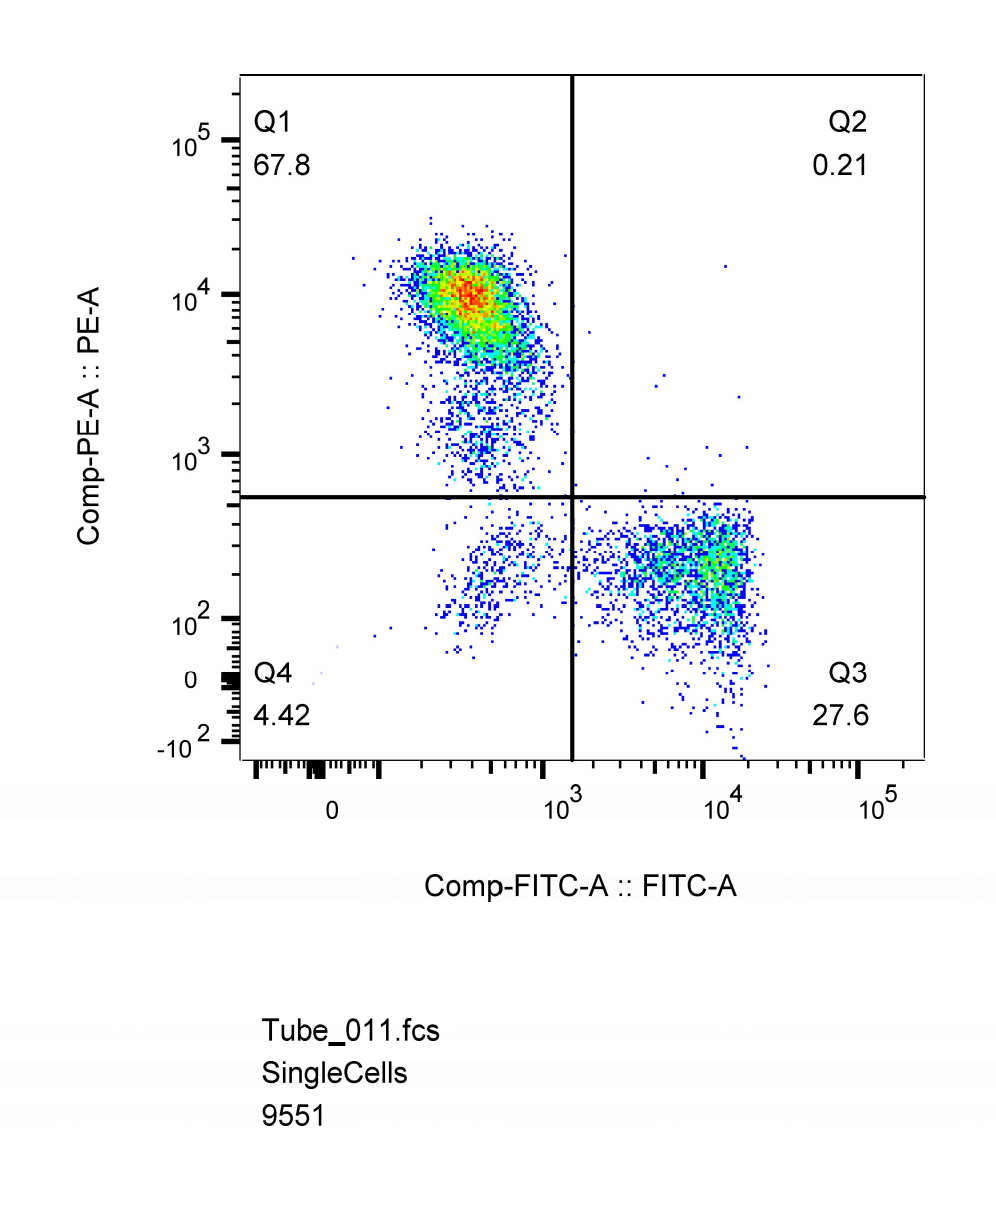 Q1
67.8
Q2
0.21
10^5
10^4
10^3
10^2
0
-10^2
Comp-PE-A :: PE-A
Q4
4.42
Q3
27.6
0
10^3
10^4
10^5
Comp-FITC-A :: FITC-A
Tube_011.fcs
SingleCells
9551